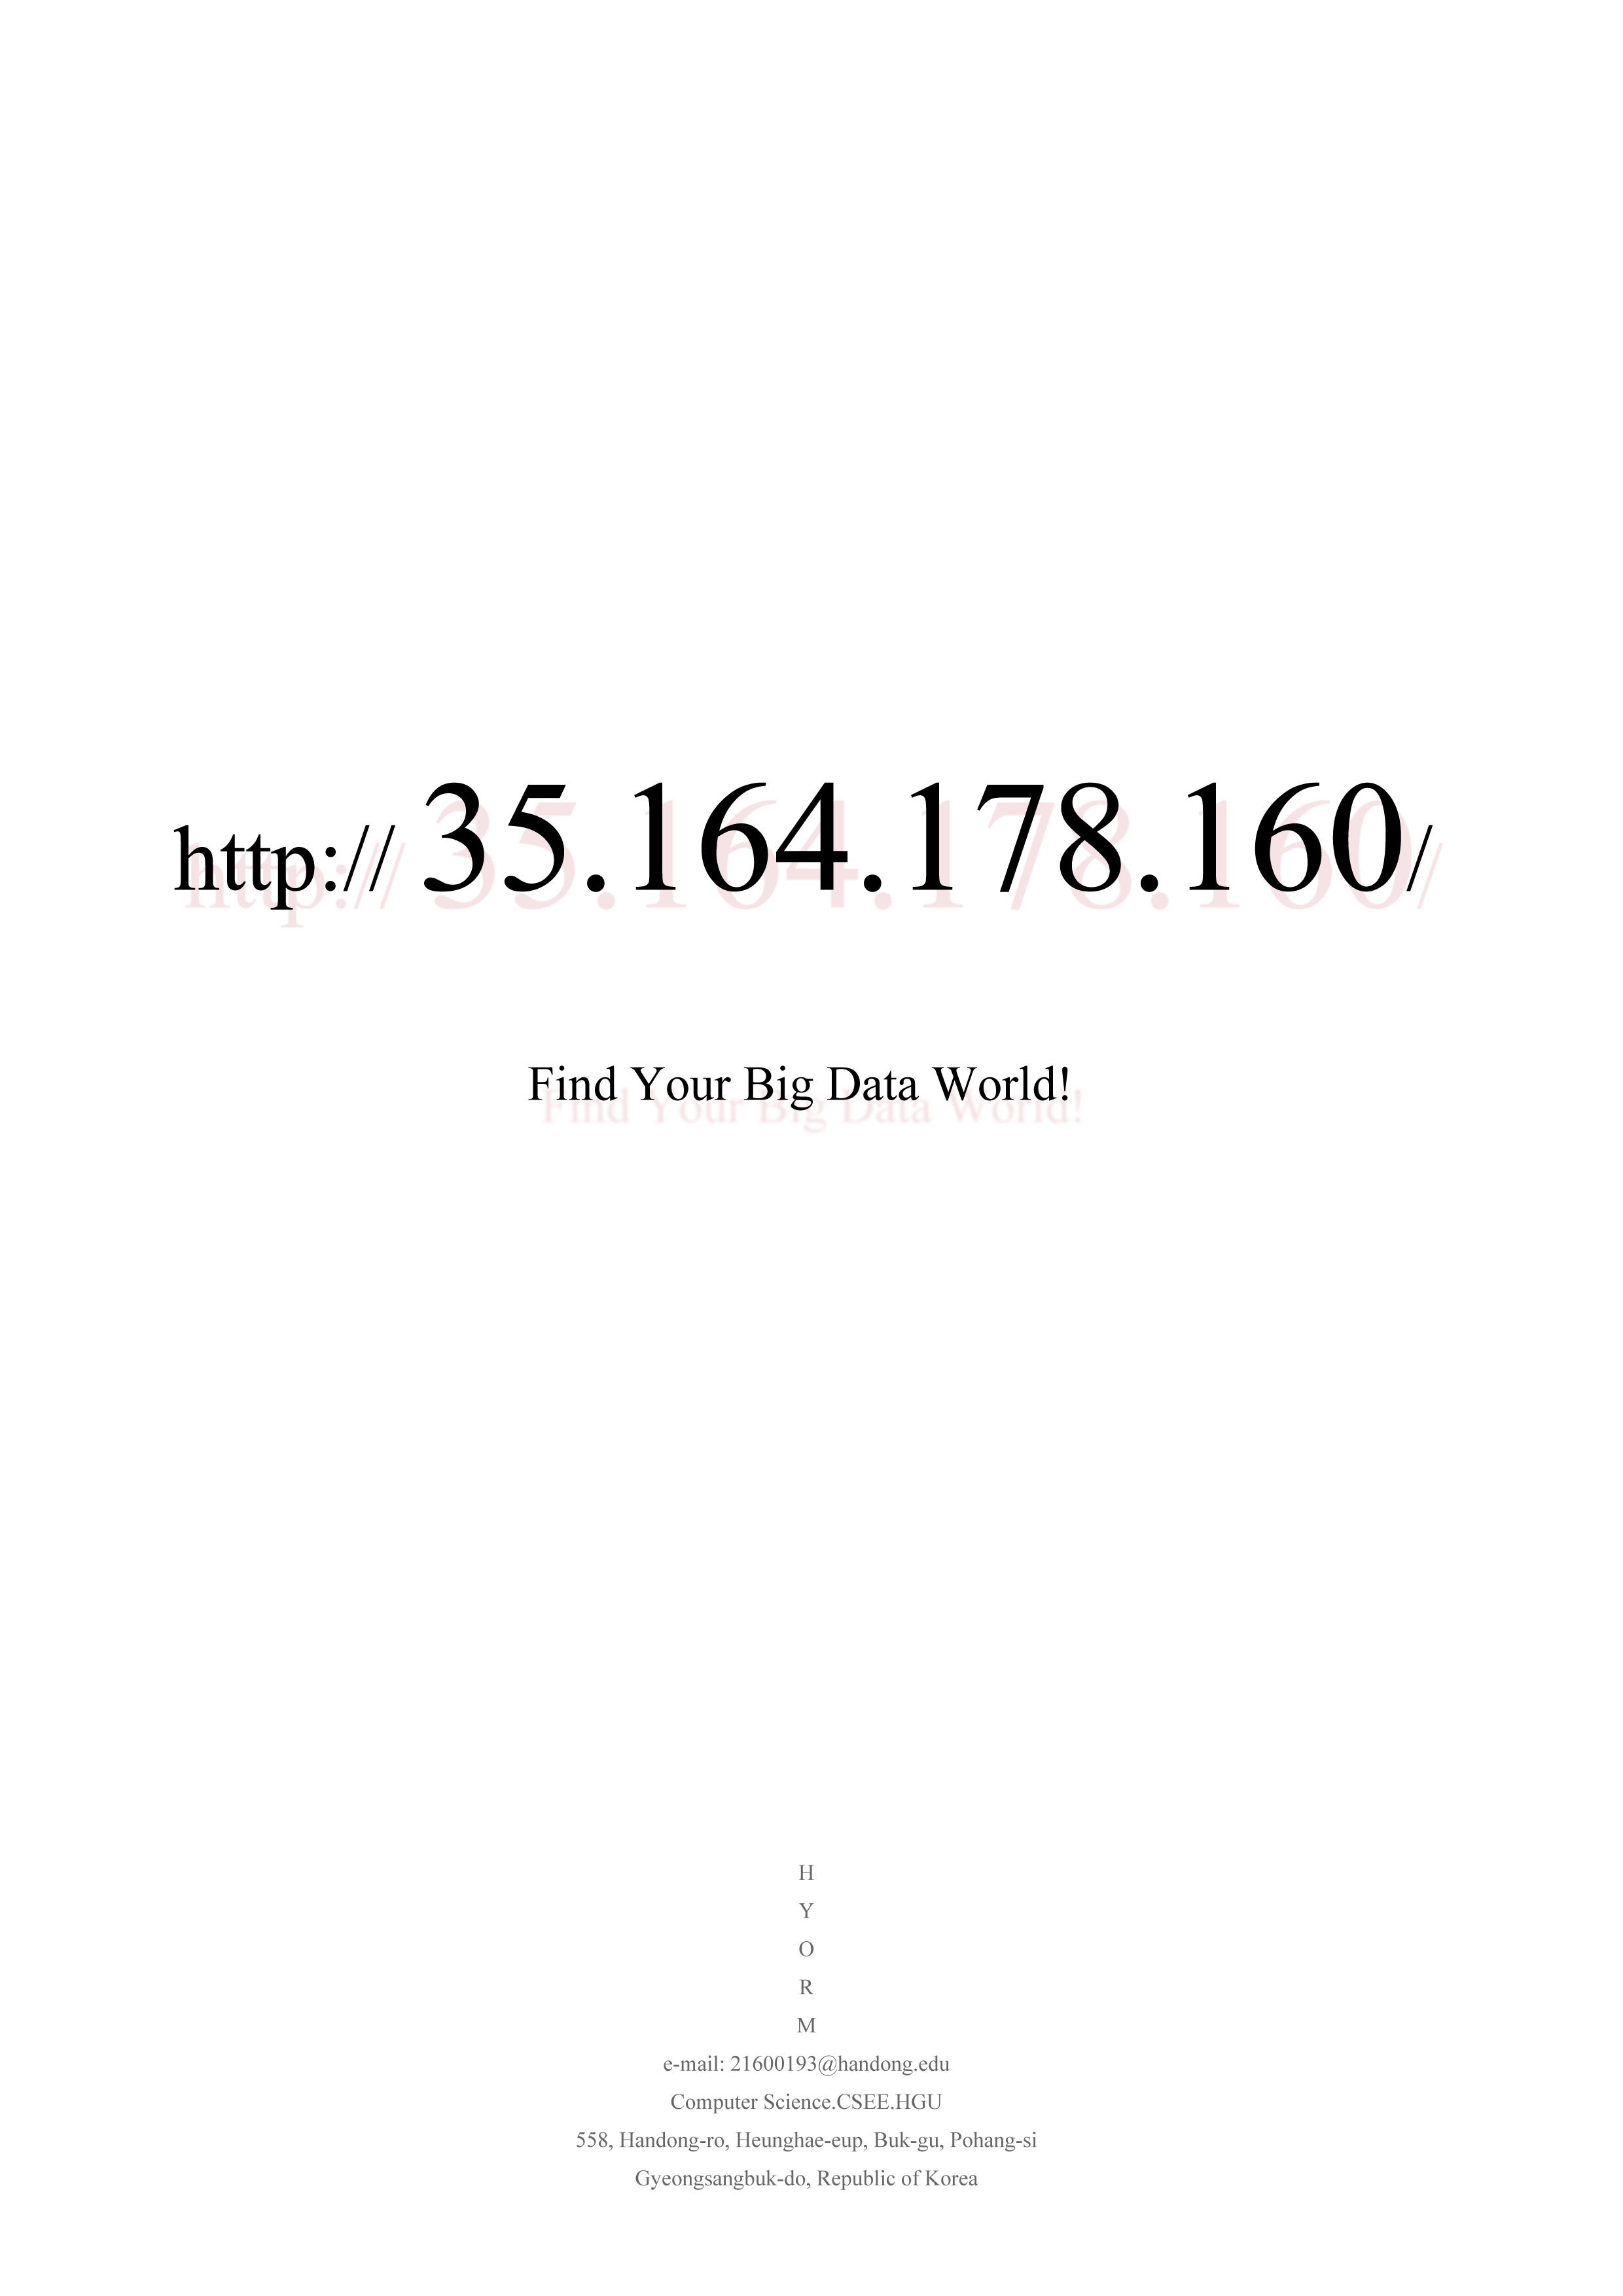 http:// 35.164.178.160/
Find Your Big Data World!
H
Y
O
R
M
e-mail: 21600193@handong.edu
Computer Science.CSEE.HGU
558, Handong-ro, Heunghae-eup, Buk-gu, Pohang-si
Gyeongsangbuk-do, Republic of Korea